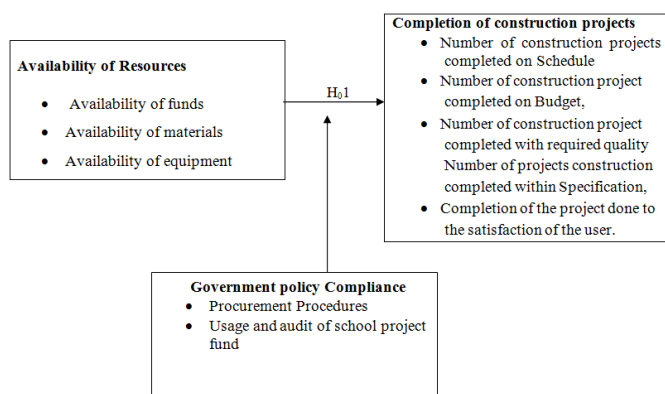 Availability of Resources
• Availability of funds
• Availability of materials
• Availability of equipment
H₀1
Completion of construction projects
• Number of construction projects
completed on Schedule
• Number of construction project
completed on Budget,
• Number of construction project
completed with required quality
Number of projects construction
completed within Specification,
• Completion of the project done to
the satisfaction of the user.
Government policy Compliance
• Procurement Procedures
• Usage and audit of school project
fund